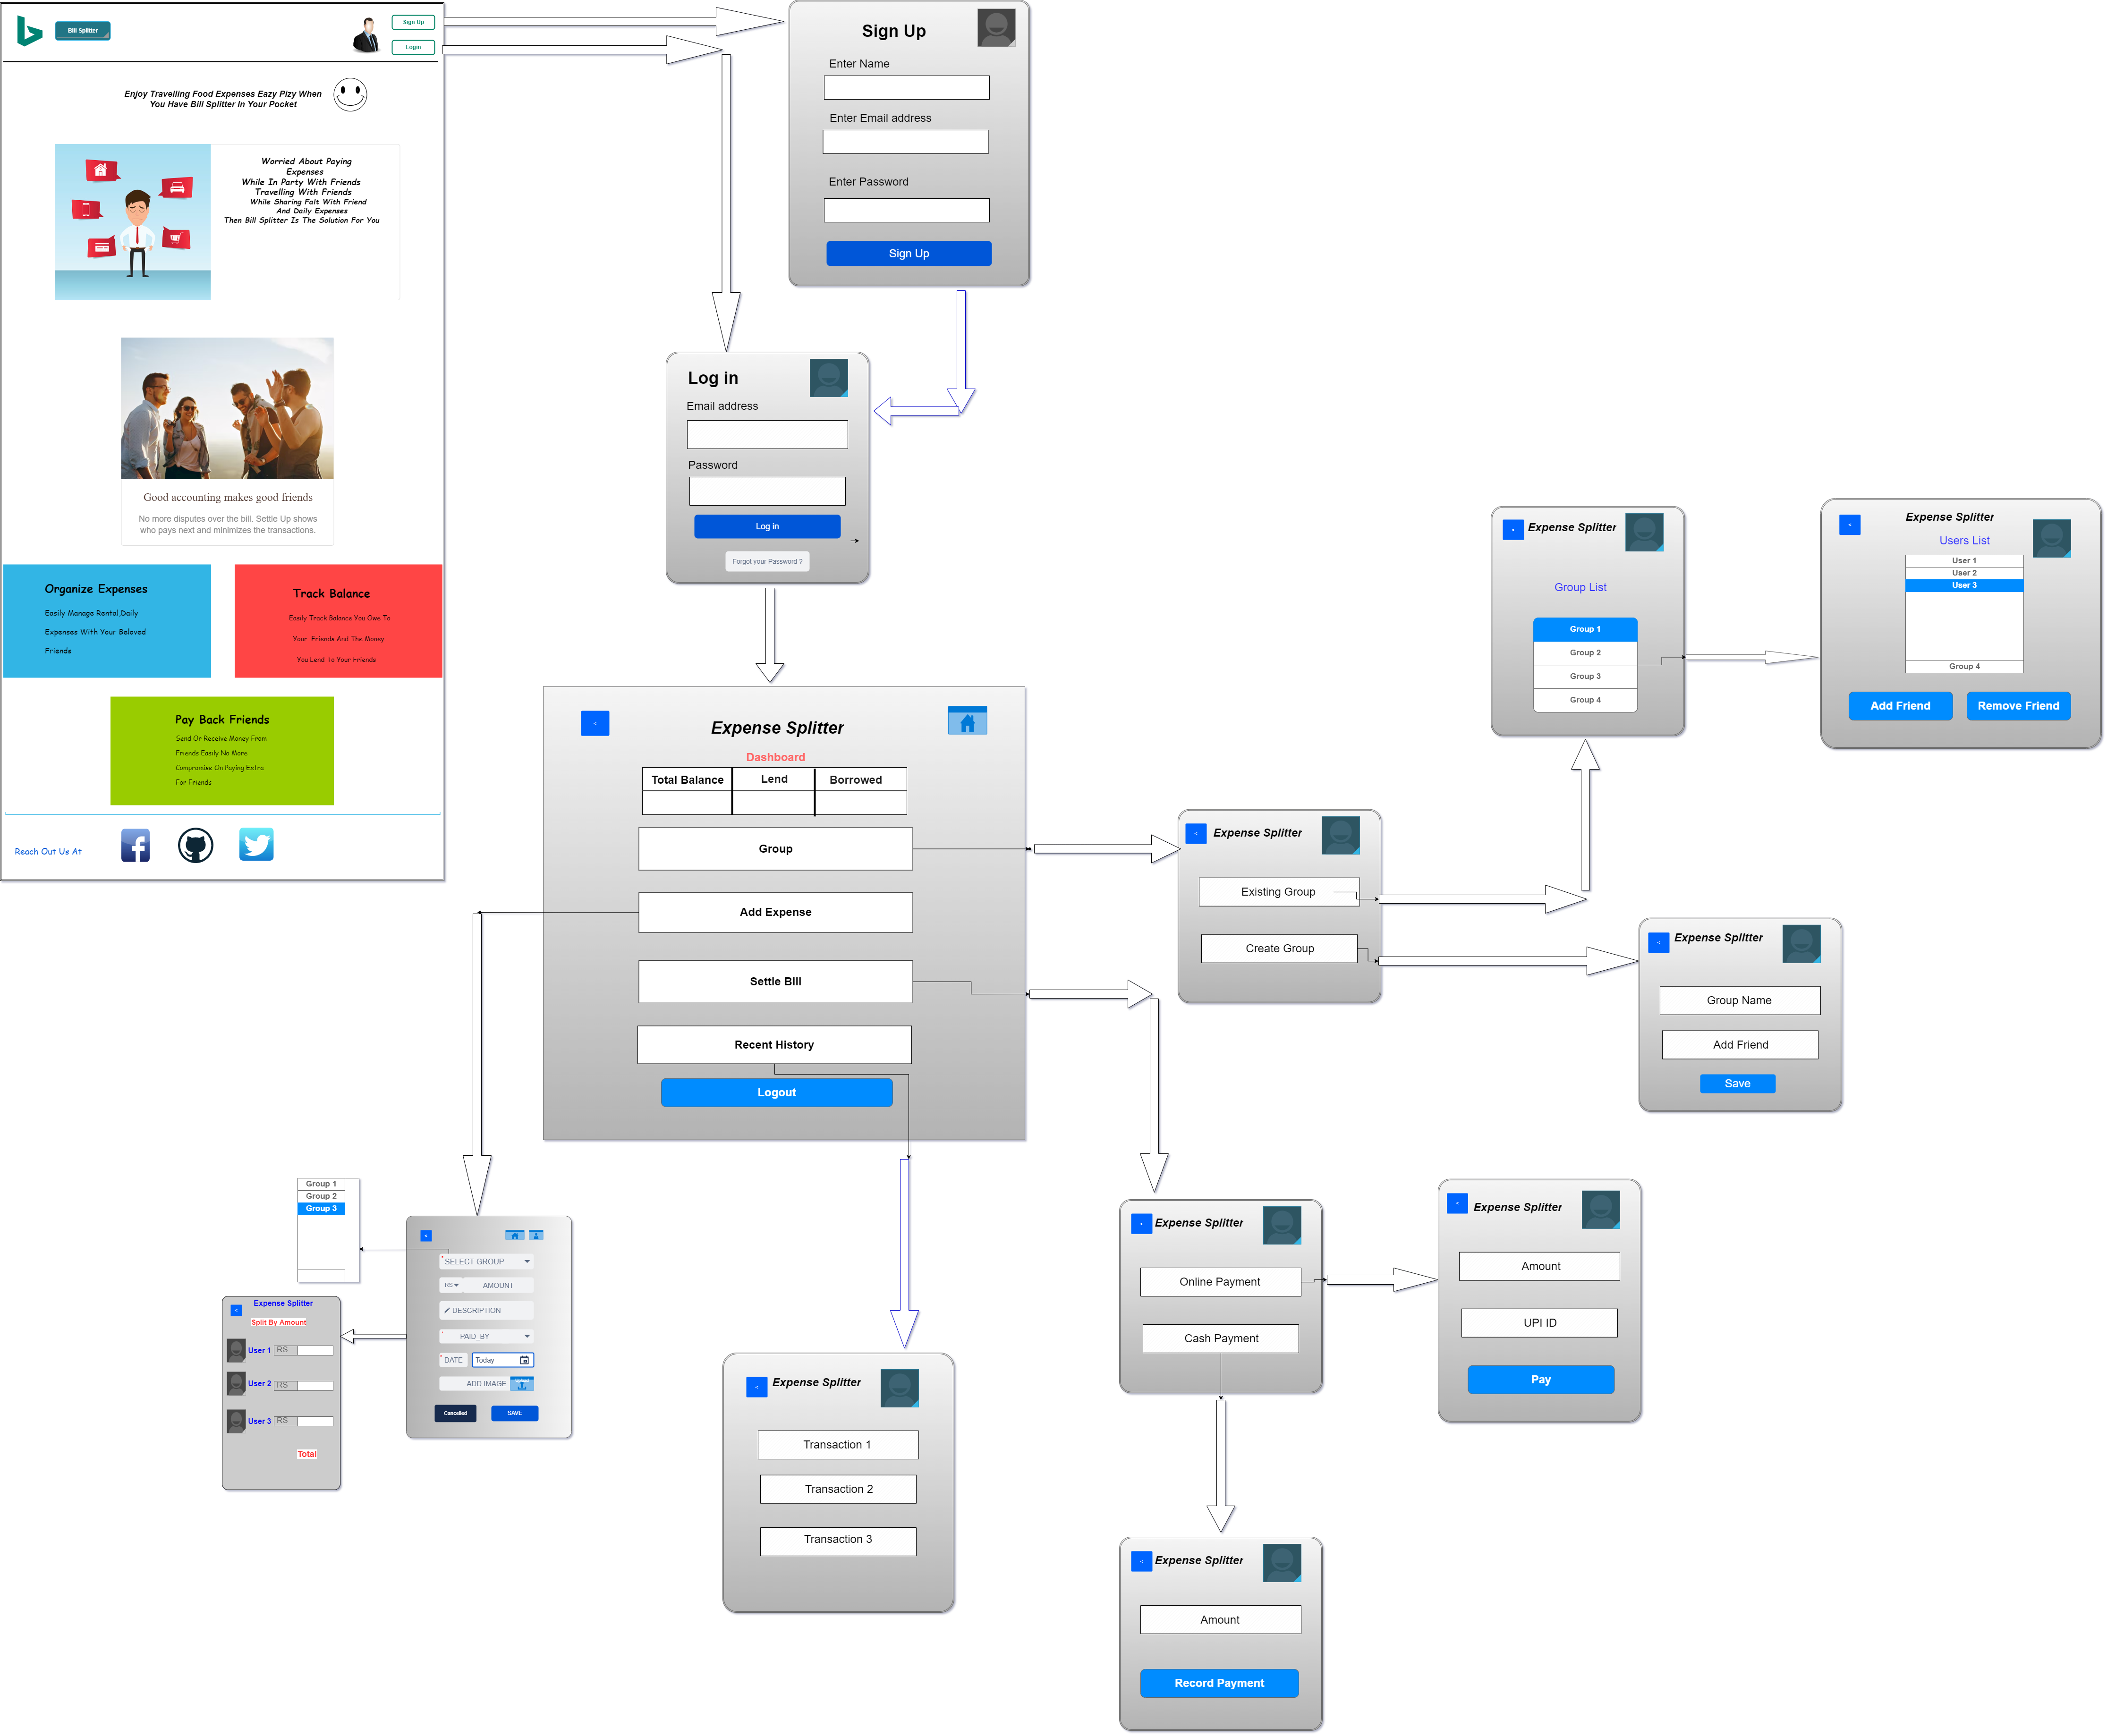 Bill Splitter
Sign Up
Login
Enjoy Travelling Food Expenses Eazy Pizy When
You Have Bill Splitter In Your Pocket
Worried About Paying
Expenses
While In Party With Friends
Travelling With Friends
While Sharing Falt With Friend
And Daily Expenses
Then Bill Splitter Is The Solution For You
Good accounting makes good friends
No more disputes over the bill. Settle Up shows
who pays next and minimizes the transactions.
Organize Expenses
Easily Manage Rental,Daily
Expenses With Your Beloved
Friends
Track Balance
Easily Track Balance You Owe To
Your Friends And The Money
You Lend To Your Friends
Pay Back Friends
Send Or Receive Money From
Friends Easily No More
Compromise On Paying Extra
For Friends
Reach Out Us At
Sign Up
Enter Name
Enter Email address
Enter Password
Sign Up
Log in
Email address
Password
Log in
Forgot your Password ?
<
Expense Splitter
Dashboard
Total Balance
Lend
Borrowed
Group
Add Expense
Settle Bill
Recent History
Logout
<
Expense Splitter
Existing Group
Create Group
<
Expense Splitter
Group List
Group 1
Group 2
Group 3
Group 4
<
Expense Splitter
Users List
User 1
User 2
User 3
Group 4
Add Friend
Remove Friend
<
Expense Splitter
Group Name
Add Friend
Save
Group 1
Group 2
Group 3
<
* SELECT GROUP
RS
AMOUNT
DESCRIPTION
* PAID_BY
* DATE
Today
ADD IMAGE
Cancelled
SAVE
<
Expense Splitter
Split By Amount
User 1
RS
User 2
RS
User 3
RS
Total
<
Expense Splitter
Transaction 1
Transaction 2
Transaction 3
<
Expense Splitter
Online Payment
Cash Payment
<
Expense Splitter
Amount
UPI ID
Pay
<
Expense Splitter
Amount
Record Payment